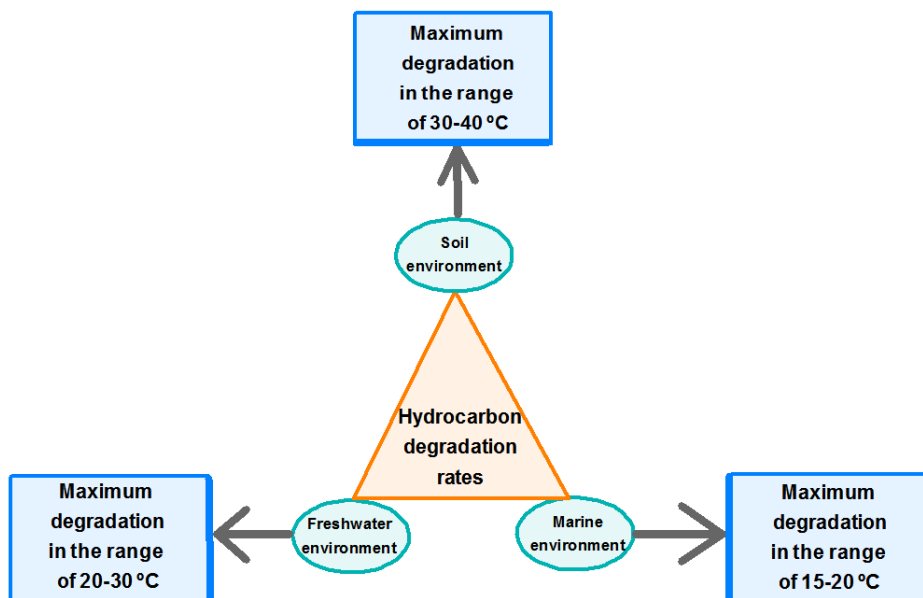 Maximum
degradation
in the range
of 30-40 ºC
Soil
environment
Hydrocarbon
degradation
rates
Maximum
degradation
in the range
of 20-30 ºC
Freshwater
environment
Marine
environment
Maximum
degradation
in the range
of 15-20 ºC